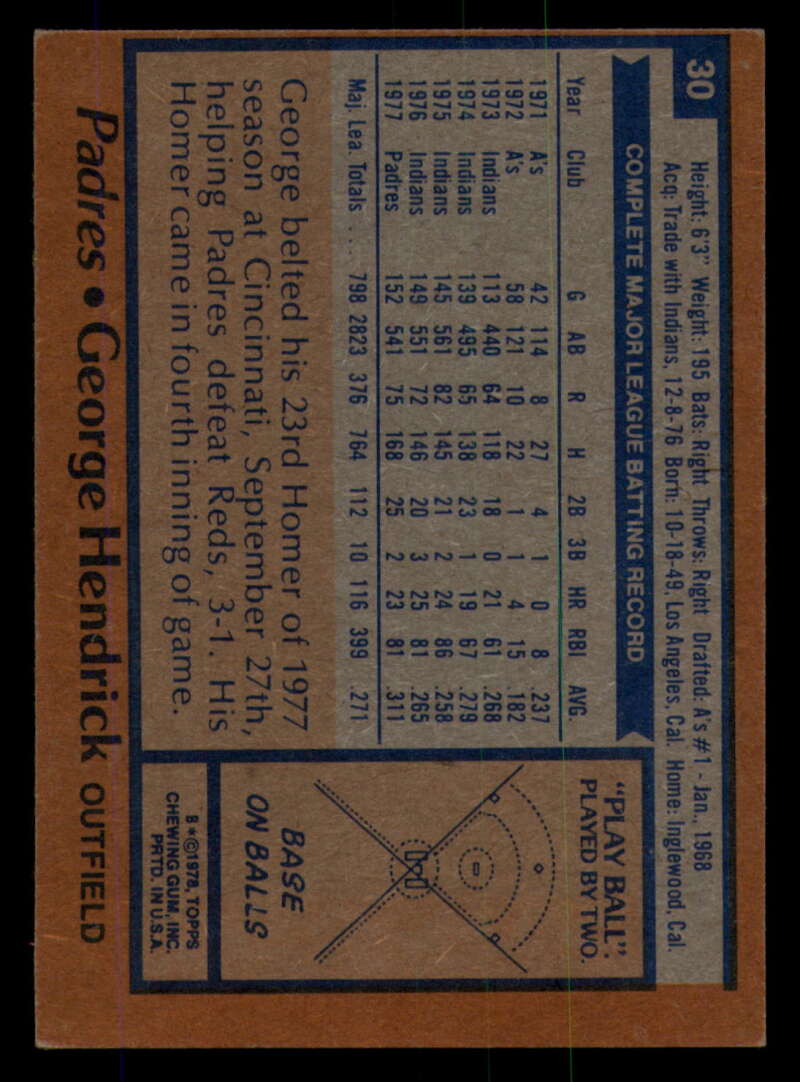 30
Height: 6'3" Weight: 195 Bats: Right Throws: Right Drafted: A's #1 - Jan., 1968
Acq: Trade with Indians, 12-8-76 Born: 10-18-49, Los Angeles, Cal. Home: Inglewood, Cal.
COMPLETE MAJOR LEAGUE BATTING RECORD
Year Club G AB R H 2B 3B HR RBI AVG.
1971 A's 42 114 8 27 4 1 0 8 .237
1972 A's 58 121 10 22 1 1 4 15 .182
1973 Indians 113 440 64 118 18 0 21 61 .268
1974 Indians 139 495 65 138 23 1 19 67 .279
1975 Indians 145 561 82 145 21 2 24 86 .258
1976 Indians 149 551 72 146 20 3 25 81 .265
1977 Padres 152 541 75 168 25 2 23 81 .311
Maj. Lea. Totals .... 798 2823 376 764 112 10 116 399 .271
George belted his 23rd Homer of 1977
season at Cincinnati, September 27th,
helping Padres defeat Reds, 3-1. His
Homer came in fourth inning of game.
"PLAY BALL":
PLAYED BY TWO.
BASE
ON BALLS
B*©1978, TOPPS
CHEWING GUM, INC.
PRTD. IN U.S.A.
Padres • George Hendrick OUTFIELD